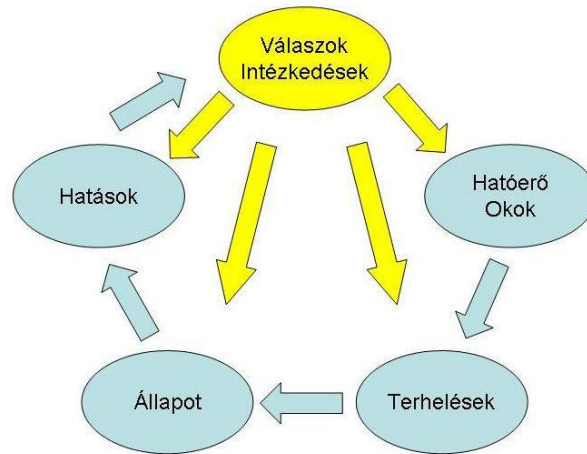 Válaszok
Intézkedések
Hatások
Hatóerő
Okok
Állapot
Terhelések